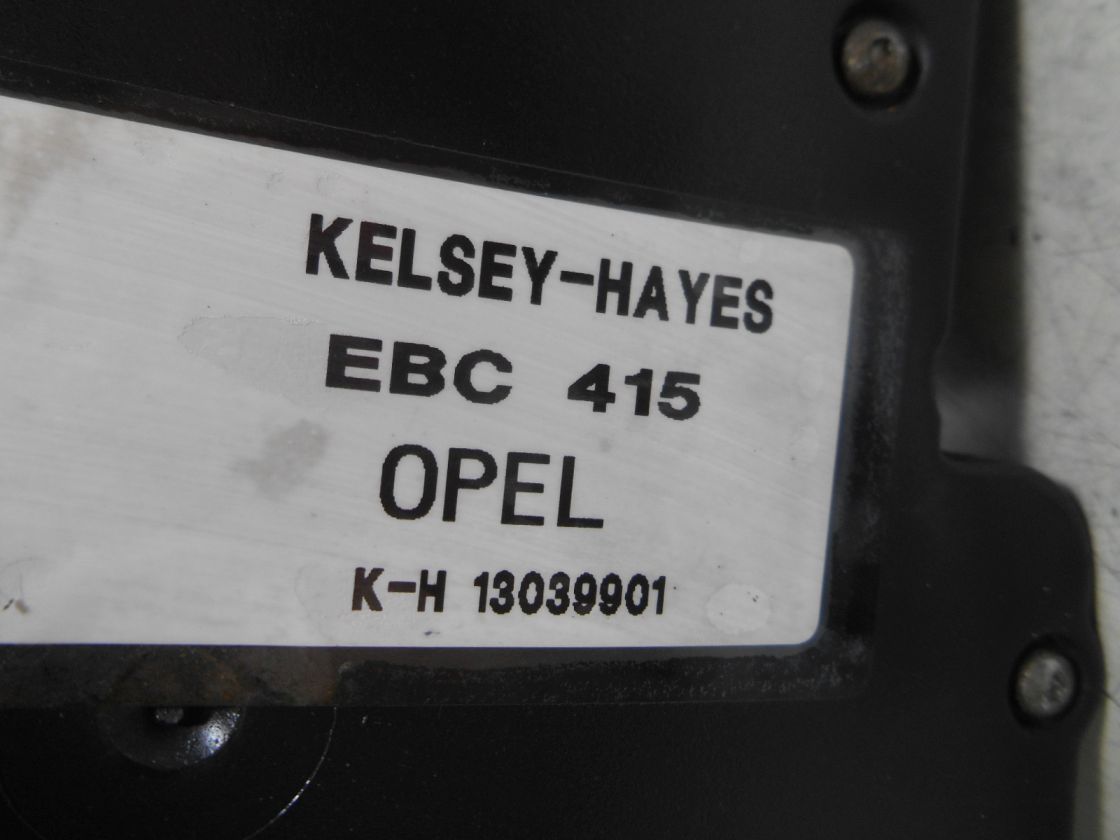 KELSEY-HAYES
EBC 415
OPEL
K-H 13039901